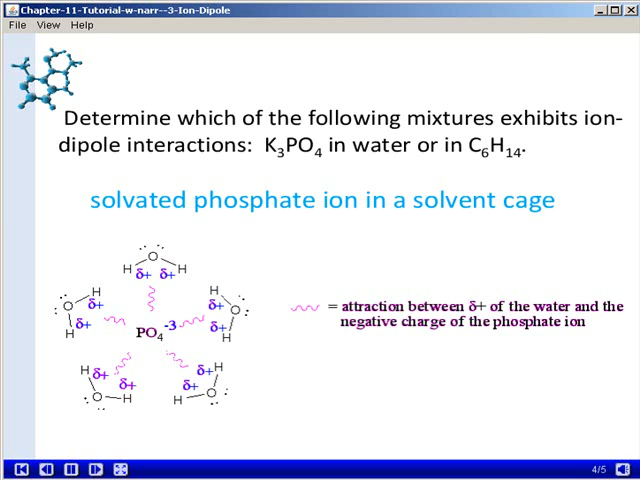 Chapter-11-Tutorial-w-narr--3-Ion-Dipole
File View Help
Determine which of the following mixtures exhibits ion-
dipole interactions: K₃PO₄ in water or in C₆H₁₄.
solvated phosphate ion in a solvent cage
O
H δ+ δ+ H
H
O δ+
δ+
H
H
δ+ O
δ+
H
PO₄⁻³
H δ+
δ+
O H
H
δ+
δ+
H O
= attraction between δ+ of the water and the
negative charge of the phosphate ion
4/5